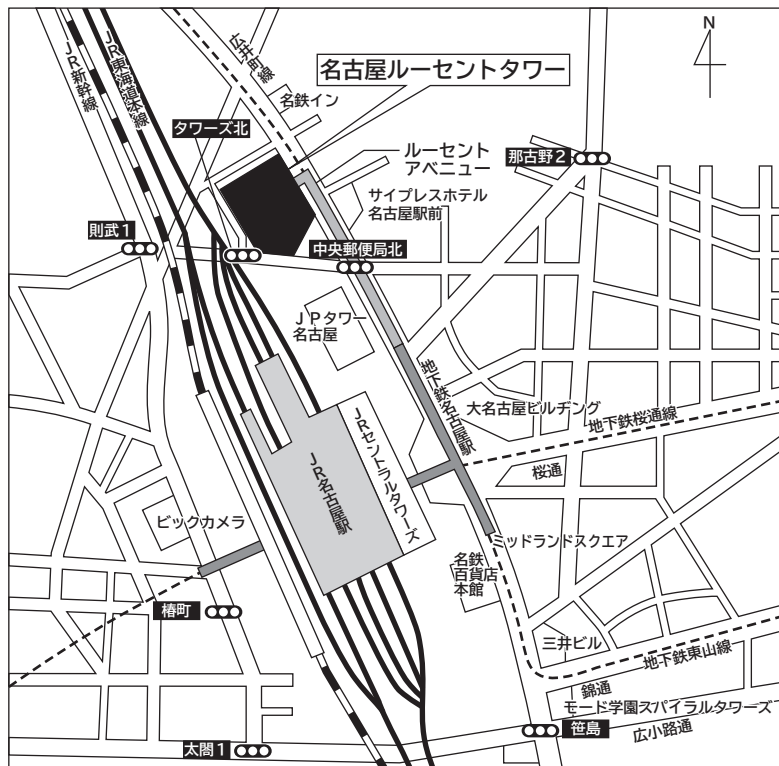 N
広井町線
名古屋ルーセントタワー
JR新幹線
JR東海道本線
名鉄イン
タワーズ北
ルーセント
アベニュー
那古野2
サイプレスホテル
名古屋駅前
則武1
中央郵便局北
JPタワー
名古屋
地下鉄名古屋駅
大名古屋ビルヂング
地下鉄桜通線
JRセントラルタワーズ
JR名古屋駅
桜通
ビックカメラ
ミッドランドスクエア
名鉄
百貨店
本館
椿町
三井ビル
地下鉄東山線
錦通
モード学園スパイラルタワーズ
笹島
広小路通
太閤1